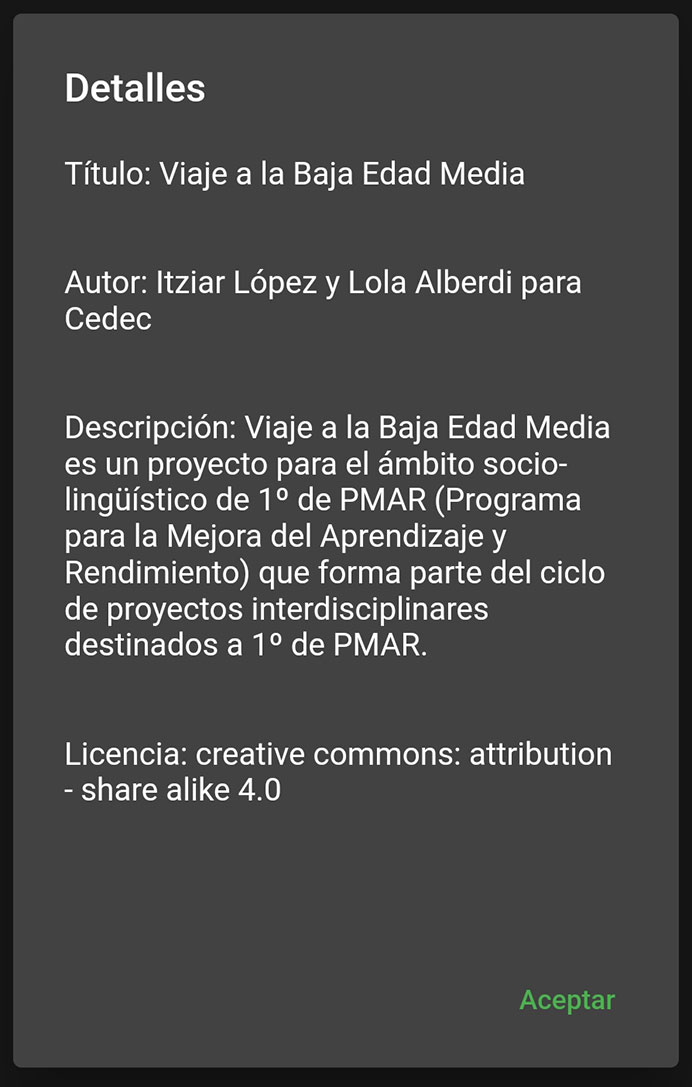 Detalles
Título: Viaje a la Baja Edad Media
Autor: Itziar López y Lola Alberdi para
Cedec
Descripción: Viaje a la Baja Edad Media
es un proyecto para el ámbito socio-
lingüístico de 1º de PMAR (Programa
para la Mejora del Aprendizaje y
Rendimiento) que forma parte del ciclo
de proyectos interdisciplinares
destinados a 1º de PMAR.
Licencia: creative commons: attribution
- share alike 4.0
Aceptar